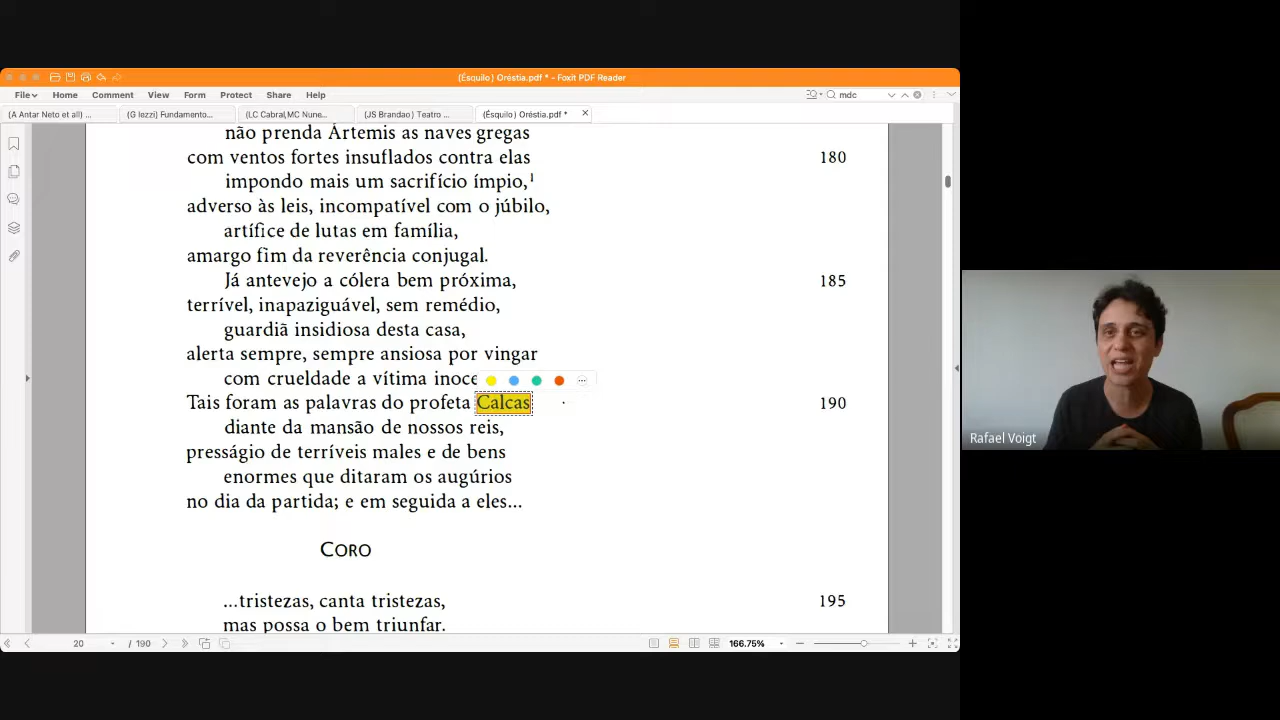 (Ésquilo) Oréstia.pdf * - Foxit PDF Reader
File Home Comment View Form Protect Share Help mdc
(A Antar Neto et all) ... (G Iezzi) Fundamento... (LC Cabral,MC Nune... (JS Brandao) Teatro ... (Ésquilo) Oréstia.pdf *
não prenda Ártemis as naves gregas
com ventos fortes insuflados contra elas 180
impondo mais um sacrifício ímpio,¹
adverso às leis, incompatível com o júbilo,
artífice de lutas em família,
amargo fim da reverência conjugal.
Já antevejo a cólera bem próxima, 185
terrível, inapaziguável, sem remédio,
guardiã insidiosa desta casa,
alerta sempre, sempre ansiosa por vingar
com crueldade a vítima inoce
Tais foram as palavras do profeta Calcas 190
diante da mansão de nossos reis,
presságio de terríveis males e de bens
enormes que ditaram os augúrios
no dia da partida; e em seguida a eles...
CORO
...tristezas, canta tristezas, 195
mas possa o bem triunfar.
20 / 190 166.75%
Rafael Voigt